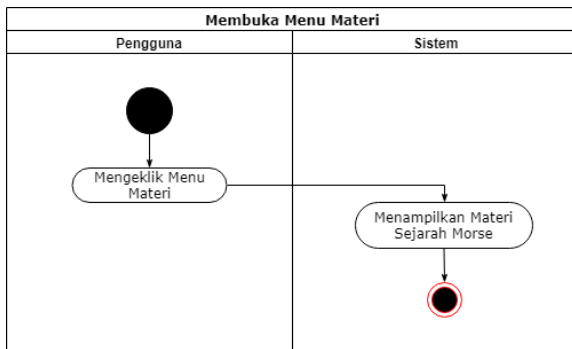 Membuka Menu Materi
Pengguna
Sistem
Mengeklik Menu
Materi
Menampilkan Materi
Sejarah Morse